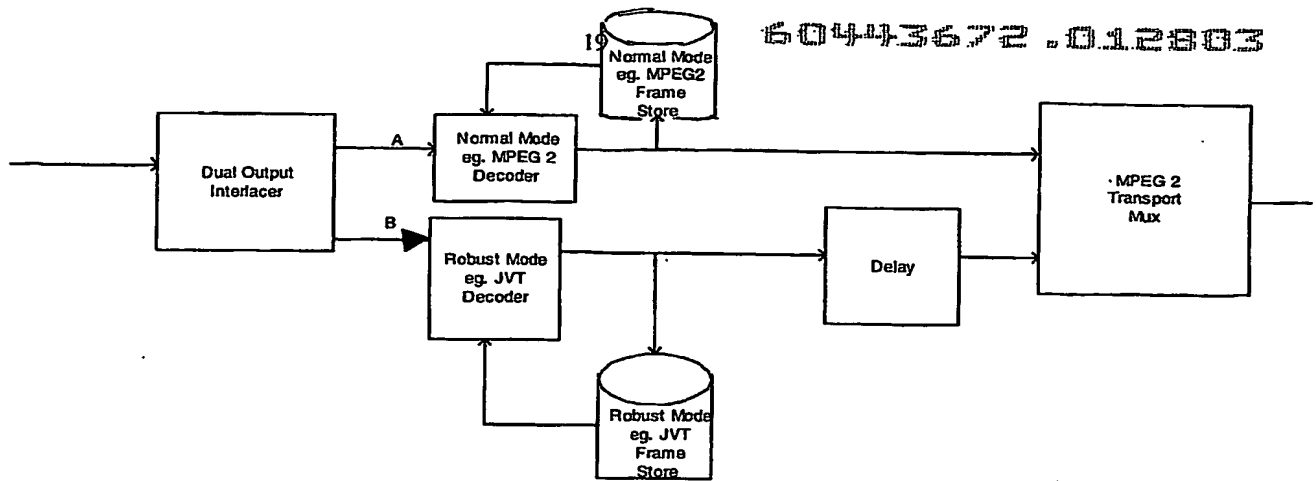 60443672 .012803
19
Normal Mode
eg. MPEG2
Frame
Store
Dual Output
Interfacer
A
Normal Mode
eg. MPEG 2
Decoder
MPEG 2
Transport
Mux
B
Robust Mode
eg. JVT
Decoder
Delay
Robust Mode
eg. JVT
Frame
Store